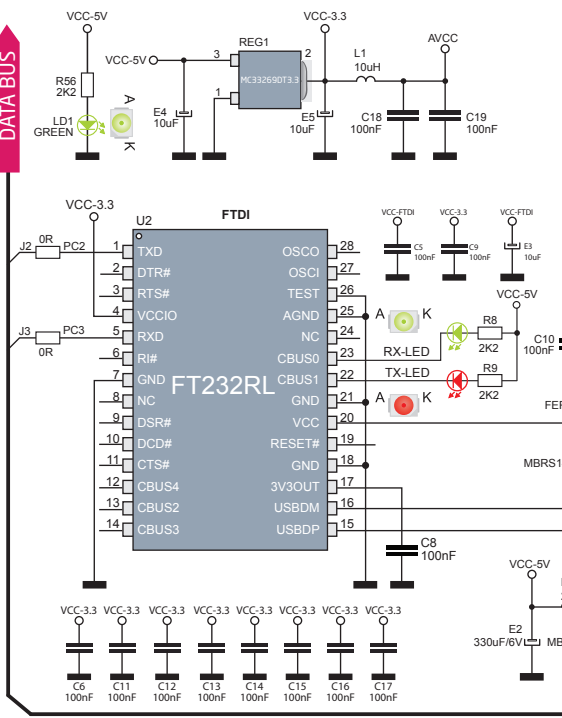 DATA BUS
VCC-5V
R56
2K2
LD1
GREEN
A
K
VCC-5V
E4
10uF
REG1
3
2
1
MC33269DT3.3
VCC-3.3
E5
10uF
L1
10uH
C18
100nF
AVCC
C19
100nF
VCC-3.3
U2
FTDI
FT232RL
J2
0R
PC2
J3
0R
PC3
1 TXD
2 DTR#
3 RTS#
4 VCCIO
5 RXD
6 RI#
7 GND
8 NC
9 DSR#
10 DCD#
11 CTS#
12 CBUS4
13 CBUS2
14 CBUS3
OSCO 28
OSCI 27
TEST 26
AGND 25
NC 24
CBUS0 23
CBUS1 22
GND 21
VCC 20
RESET# 19
GND 18
3V3OUT 17
USBDM 16
USBDP 15
VCC-FTDI
C5
100nF
VCC-3.3
C9
100nF
VCC-FTDI
E3
10uF
VCC-5V
A
K
RX-LED
R8
2K2
TX-LED
R9
2K2
A
K
C10
100nF
FER
MBRS1
C8
100nF
VCC-5V
E2
330uF/6V
MB
VCC-3.3
VCC-3.3
VCC-3.3
VCC-3.3
VCC-3.3
VCC-3.3
VCC-3.3
VCC-3.3
C6
100nF
C11
100nF
C12
100nF
C13
100nF
C14
100nF
C15
100nF
C16
100nF
C17
100nF